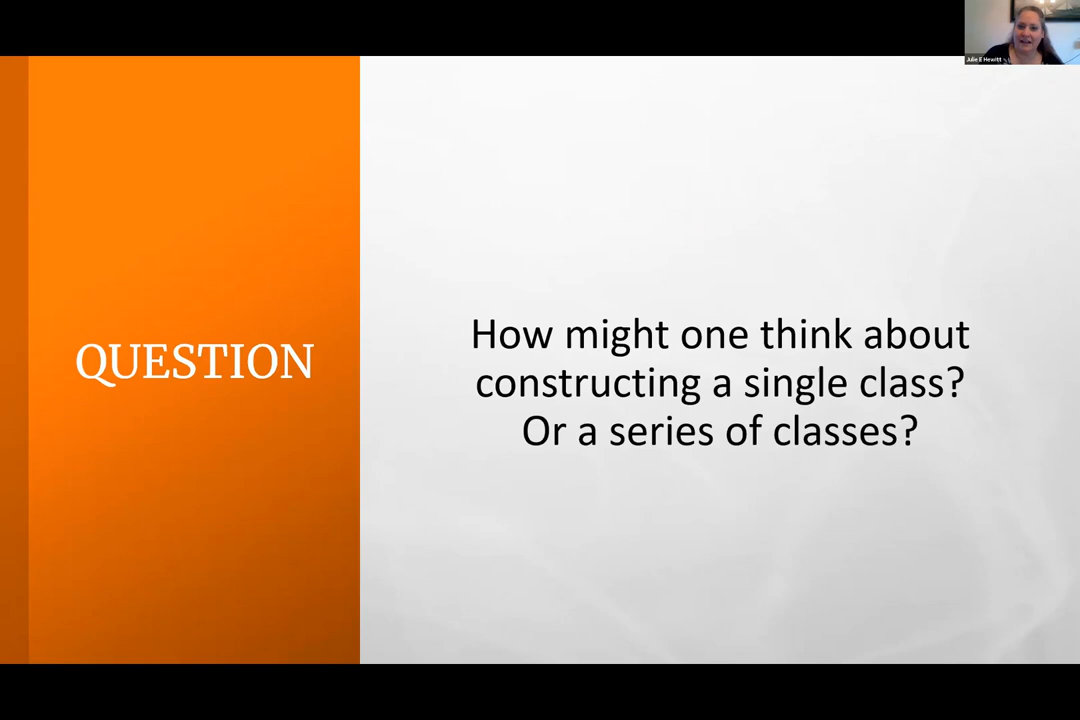 Julie E Hewitt
QUESTION
How might one think about
constructing a single class?
Or a series of classes?